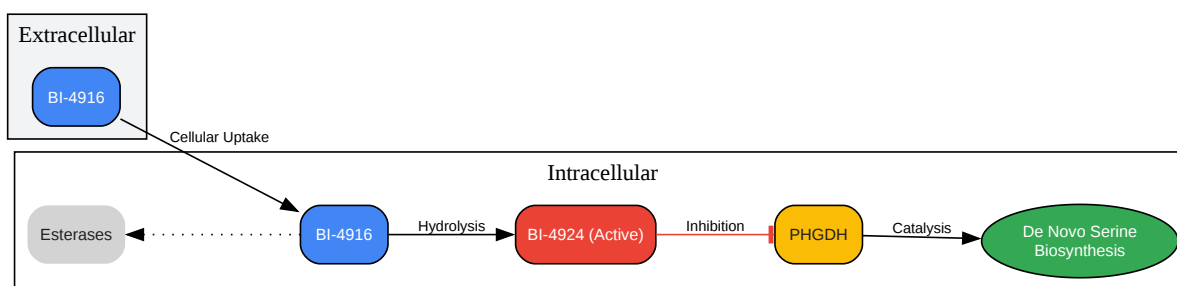 Extracellular
BI-4916
Cellular Uptake
Intracellular
Esterases
BI-4916
Hydrolysis
BI-4924 (Active)
Inhibition
PHGDH
Catalysis
De Novo Serine
Biosynthesis